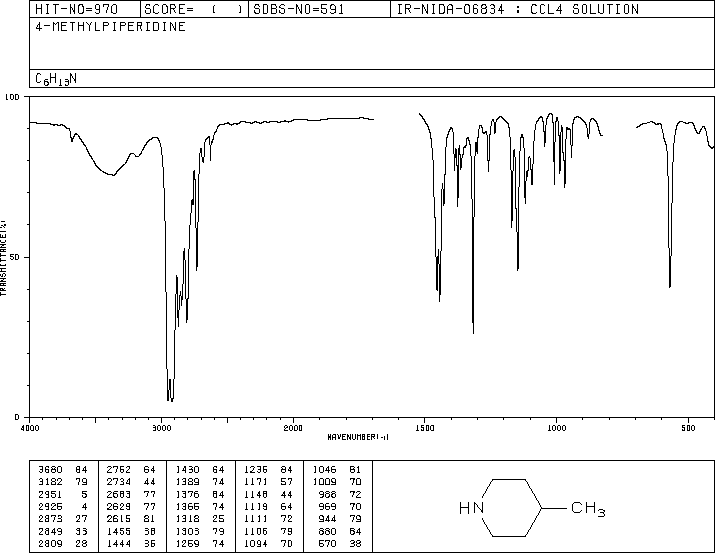 HIT-NO=970 SCORE= ( ) SDBS-NO=591 IR-NIDA-06834 : CCL4 SOLUTION
4-METHYLPIPERIDINE
C6H13N
100
50
0
TRANSMITTANCE(%)
4000 3000 2000 1500 1000 500
WAVENUMBER(-1)
3680 84 2762 64 1430 64 1236 84 1046 81
3182 79 2734 44 1389 74 1171 57 1009 70
2951 5 2683 77 1376 64 1148 44 988 72
2925 4 2629 77 1366 74 1119 64 969 70
2873 27 2615 81 1318 25 1111 72 944 79
2849 33 1455 38 1303 79 1106 79 880 84
2809 28 1444 35 1259 74 1094 70 570 38
HN CH3